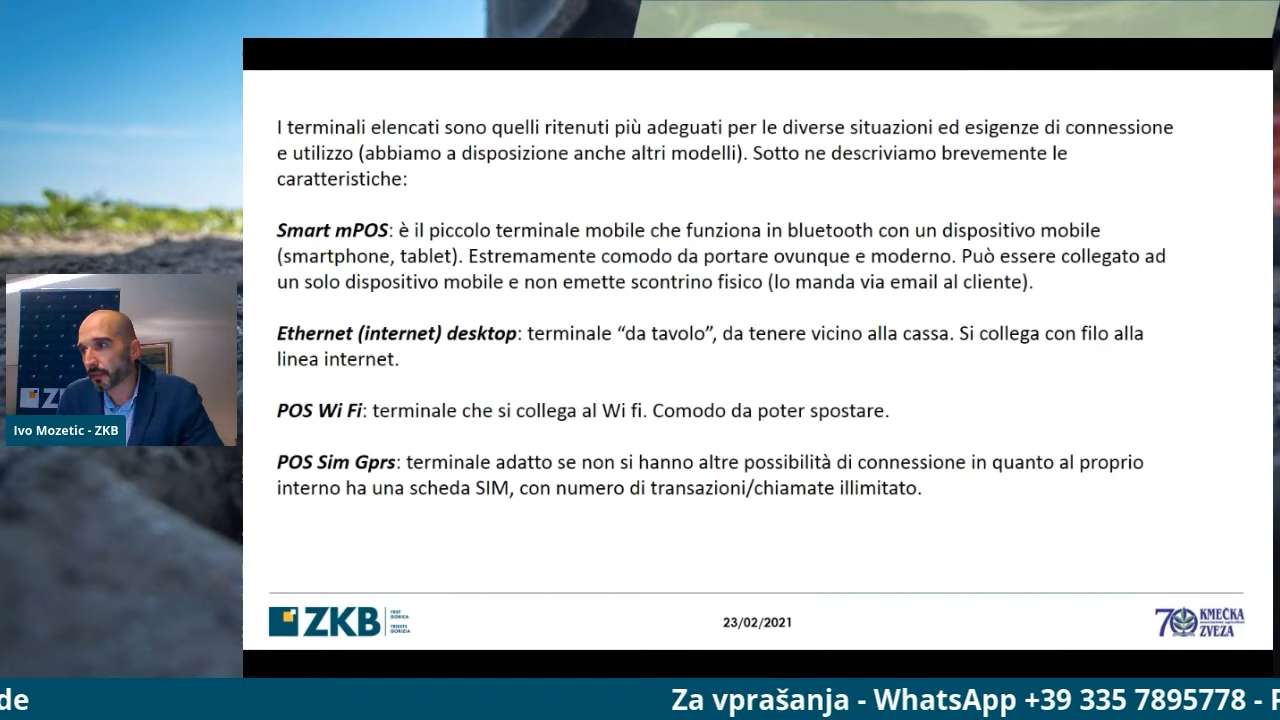 I terminali elencati sono quelli ritenuti più adeguati per le diverse situazioni ed esigenze di connessione
e utilizzo (abbiamo a disposizione anche altri modelli). Sotto ne descriviamo brevemente le
caratteristiche:
Smart mPOS: è il piccolo terminale mobile che funziona in bluetooth con un dispositivo mobile
(smartphone, tablet). Estremamente comodo da portare ovunque e moderno. Può essere collegato ad
un solo dispositivo mobile e non emette scontrino fisico (lo manda via email al cliente).
Ethernet (internet) desktop: terminale “da tavolo”, da tenere vicino alla cassa. Si collega con filo alla
linea internet.
POS Wi Fi: terminale che si collega al Wi fi. Comodo da poter spostare.
POS Sim Gprs: terminale adatto se non si hanno altre possibilità di connessione in quanto al proprio
interno ha una scheda SIM, con numero di transazioni/chiamate illimitato.
Ivo Mozetic - ZKB
ZKB
TRST
GORICA
TRIESTE
GORIZIA
23/02/2021
70 KMEČKA
ZVEZA
de
Za vprašanja - WhatsApp +39 335 7895778 -